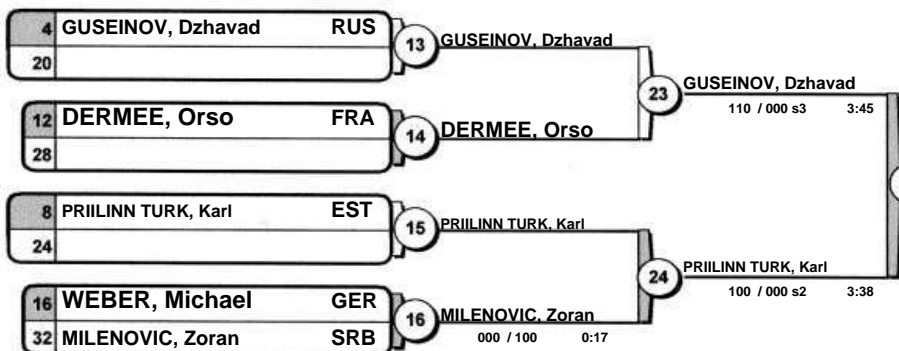 4 GUSEINOV, Dzhavad RUS
20
13 GUSEINOV, Dzhavad
12 DERMEE, Orso FRA
28
14 DERMEE, Orso
23 GUSEINOV, Dzhavad
110 / 000 s3 3:45
8 PRIILINN TURK, Karl EST
24
15 PRIILINN TURK, Karl
16 WEBER, Michael GER
32 MILENOVIC, Zoran SRB
16 MILENOVIC, Zoran
000 / 100 0:17
24 PRIILINN TURK, Karl
100 / 000 s2 3:38